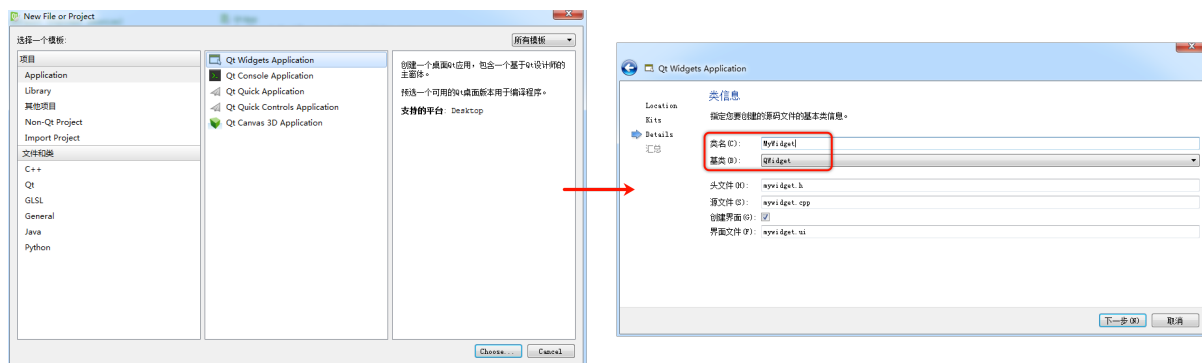 New File or Project
选择一个模板:
所有模板
项目
Application
Library
其他项目
Non-Qt Project
Import Project
文件和类
C++
Qt
GLSL
General
Java
Python
Qt Widgets Application
Qt Console Application
Qt Quick Application
Qt Quick Controls Application
Qt Canvas 3D Application
创建一个桌面Qt应用，包含一个基于Qt设计师的
主窗体。
预选一个可用的Qt桌面版本用于编译程序。
支持的平台: Desktop
Choose...
Cancel
Qt Widgets Application
Location
Kits
Details
汇总
类信息
指定您要创建的源码文件的基本类信息。
类名(C): MyWidget
基类(B): QWidget
头文件(H): mywidget.h
源文件(S): mywidget.cpp
创建界面(G):
界面文件(F): mywidget.ui
下一步(N)
取消